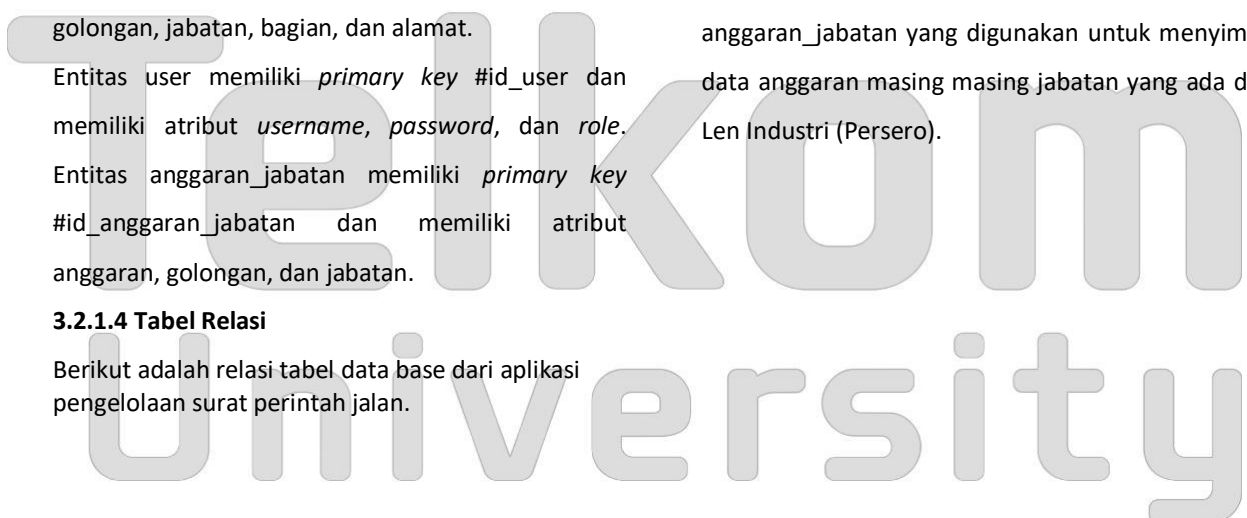 golongan, jabatan, bagian, dan alamat.
Entitas user memiliki primary key #id_user dan
memiliki atribut username, password, dan role.
Entitas anggaran_jabatan memiliki primary key
#id_anggaran_jabatan dan memiliki atribut
anggaran, golongan, dan jabatan.
3.2.1.4 Tabel Relasi
Berikut adalah relasi tabel data base dari aplikasi
pengelolaan surat perintah jalan.
anggaran_jabatan yang digunakan untuk menyim
data anggaran masing masing jabatan yang ada d
Len Industri (Persero).
Telkom
University